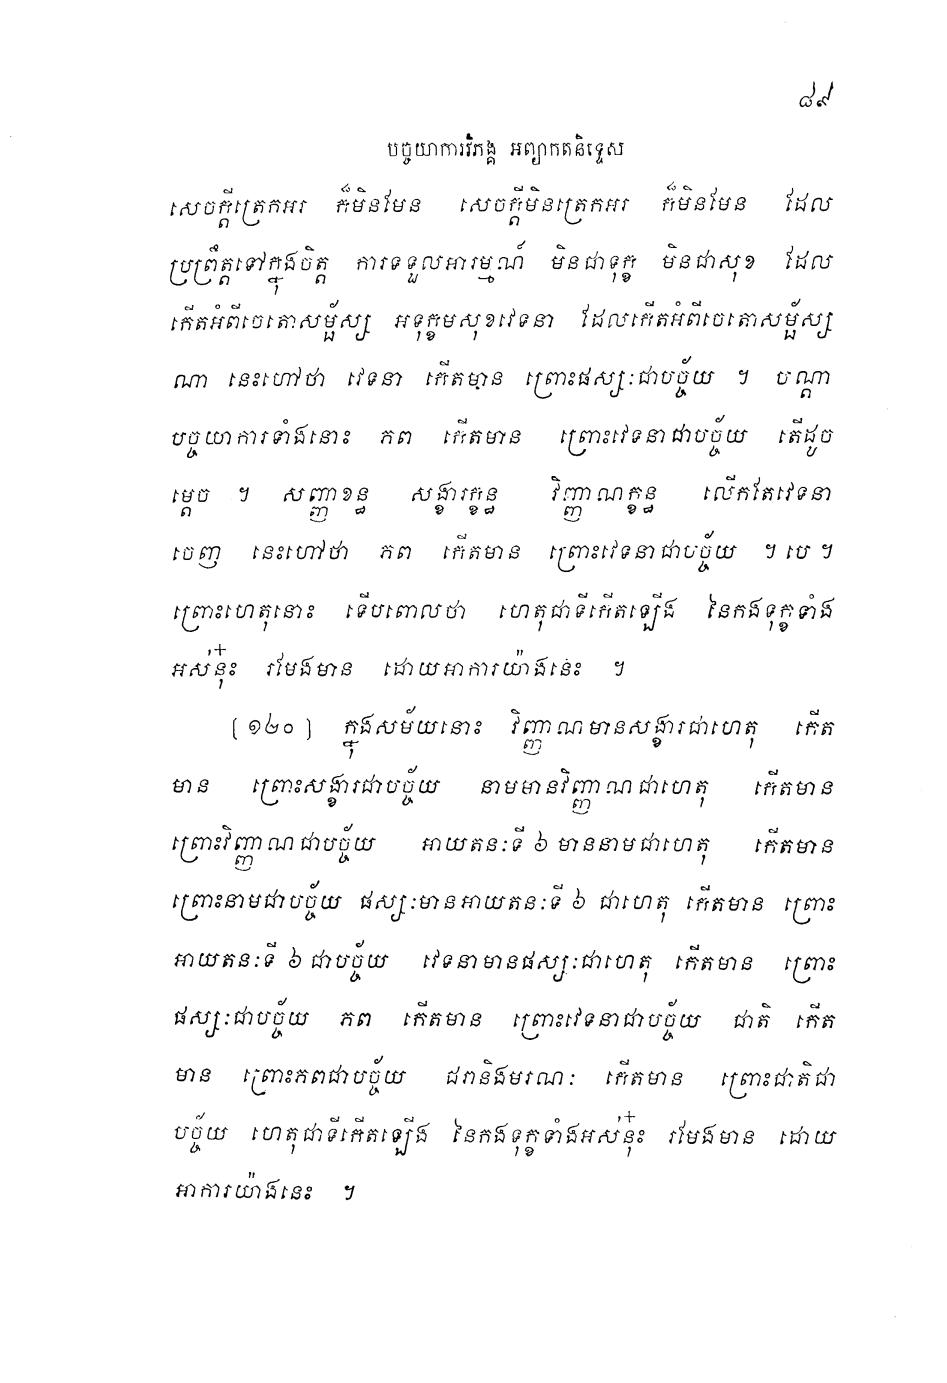 ៨៩
បច្ចយាការវិភង្គ អព្យាកតនិទ្ទេស
សេចក្ដីត្រេកអរ ក៏មិនមែន សេចក្ដីមិនត្រេកអរ ក៏មិនមែន ដែល
ប្រព្រឹត្តទៅក្នុងចិត្ត ការទទួលអារម្មណ៍ មិនជាទុក្ខ មិនជាសុខ ដែល
កើតអំពីចេតោសម្ផ័ស្ស អទុក្ខមសុខវេទនា ដែលកើតអំពីចេតោសម្ផ័ស្ស
ណា នេះហៅថា វេទនា កើតមាន ព្រោះផស្សៈជាបច្ច័យ ។ បណ្ដា
បច្ចយាការទាំងនោះ ភព កើតមាន ព្រោះវេទនាជាបច្ច័យ តើដូច
ម្ដេច ។ សញ្ញាខន្ធ សង្ខារក្ខន្ធ វិញ្ញាណក្ខន្ធ លើកតែវេទនា
ចេញ នេះហៅថា ភព កើតមាន ព្រោះវេទនាជាបច្ច័យ ។ បេ ។
ព្រោះហេតុនោះ ទើបពោលថា ហេតុជាទីកើតឡើង នៃកងទុក្ខទាំង
អស់នុ៎ះ រមែងមាន ដោយអាការយ៉ាងនេះ ។
(១២០) ក្នុងសម័យនោះ វិញ្ញាណមានសង្ខារជាហេតុ កើត
មាន ព្រោះសង្ខារជាបច្ច័យ នាមមានវិញ្ញាណជាហេតុ កើតមាន
ព្រោះវិញ្ញាណជាបច្ច័យ អាយតនៈទី ៦ មាននាមជាហេតុ កើតមាន
ព្រោះនាមជាបច្ច័យ ផស្សៈមានអាយតនៈទី ៦ ជាហេតុ កើតមាន ព្រោះ
អាយតនៈទី ៦ ជាបច្ច័យ វេទនាមានផស្សៈជាហេតុ កើតមាន ព្រោះ
ផស្សៈជាបច្ច័យ ភព កើតមាន ព្រោះវេទនាជាបច្ច័យ ជាតិ កើត
មាន ព្រោះភពជាបច្ច័យ ជរានិងមរណៈ កើតមាន ព្រោះជាតិជា
បច្ច័យ ហេតុជាទីកើតឡើង នៃកងទុក្ខទាំងអស់នុ៎ះ រមែងមាន ដោយ
អាការយ៉ាងនេះ ។